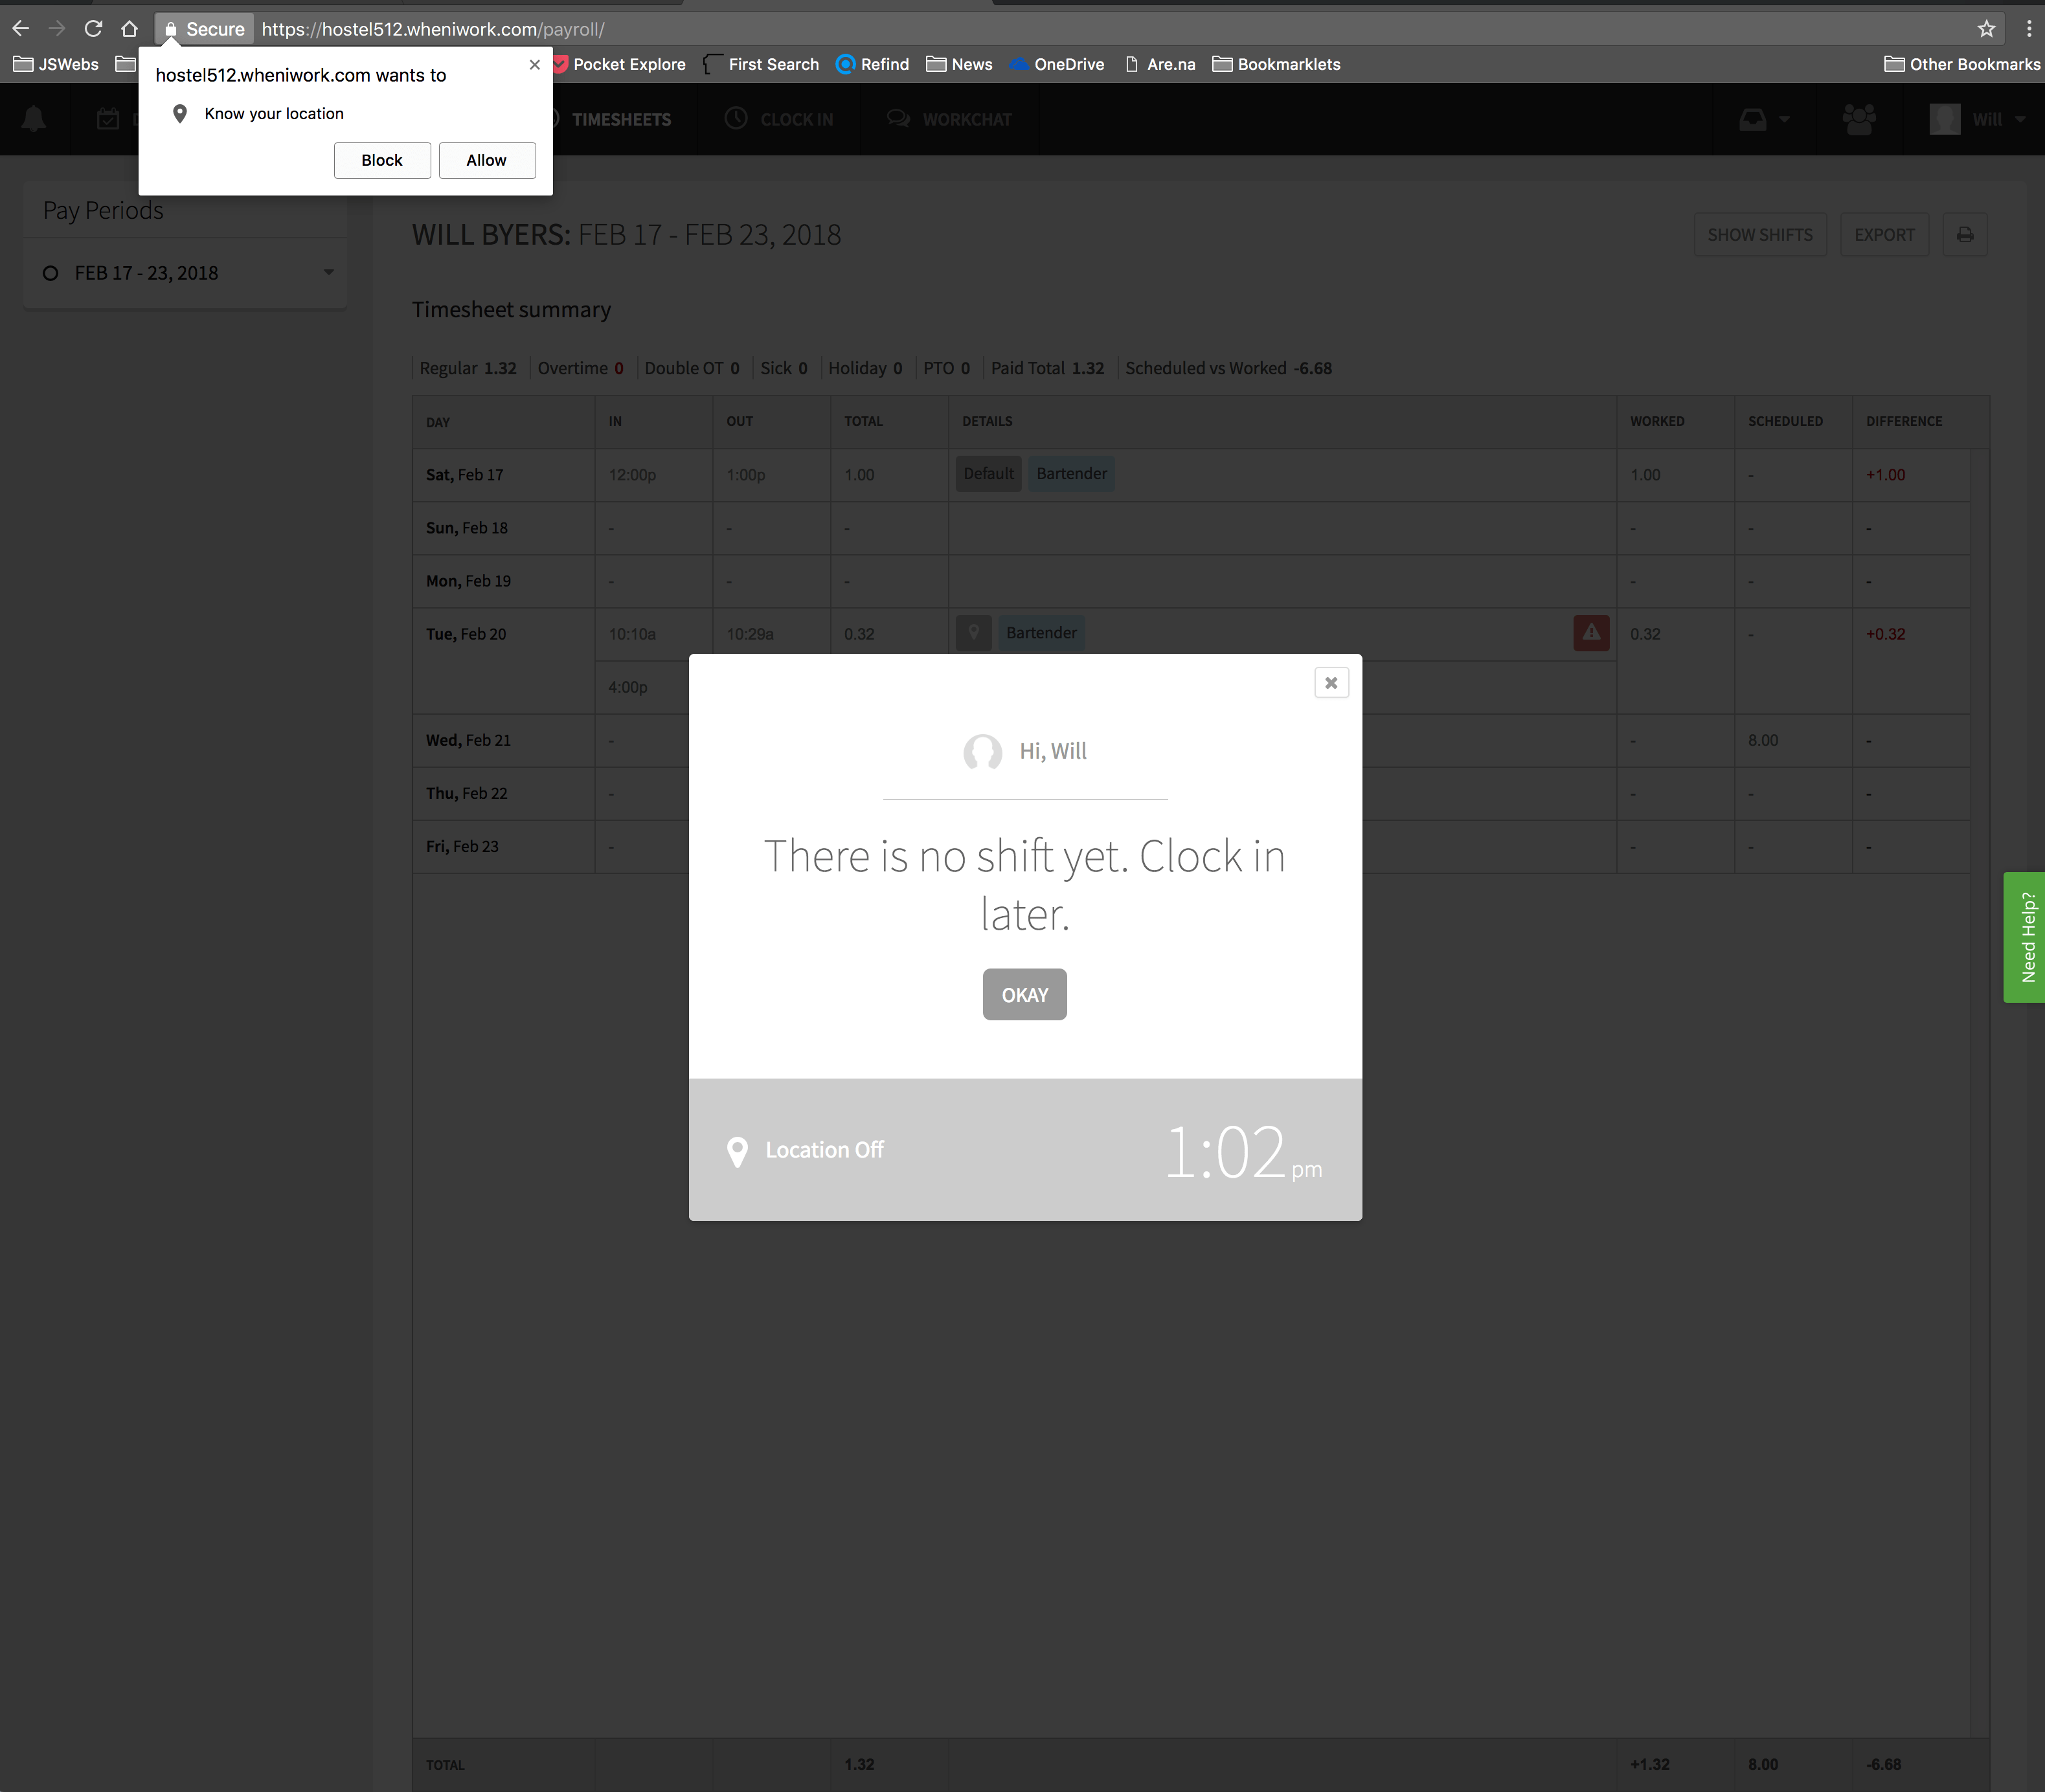 Secure https://hostel512.wheniwork.com/payroll/
JSWebs Pocket Explore First Search Refind News OneDrive Are.na Bookmarklets Other Bookmarks
hostel512.wheniwork.com wants to
Know your location
Block Allow
TIMESHEETS CLOCK IN WORKCHAT Will
Pay Periods
FEB 17 - 23, 2018
WILL BYERS: FEB 17 - FEB 23, 2018
SHOW SHIFTS EXPORT
Timesheet summary
Regular 1.32 Overtime 0 Double OT 0 Sick 0 Holiday 0 PTO 0 Paid Total 1.32 Scheduled vs Worked -6.68
DAY IN OUT TOTAL DETAILS WORKED SCHEDULED DIFFERENCE
Sat, Feb 17 12:00p 1:00p 1.00 Default Bartender 1.00 - +1.00
Sun, Feb 18 - - - - - -
Mon, Feb 19 - - - - - -
Tue, Feb 20 10:10a 10:29a 0.32 Bartender 0.32 - +0.32
4:00p
Wed, Feb 21 - - 8.00 -
Thu, Feb 22 - - - -
Fri, Feb 23 - - - -
Hi, Will
There is no shift yet. Clock in
later.
OKAY
Location Off 1:02 pm
Need Help?
TOTAL 1.32 +1.32 8.00 -6.68